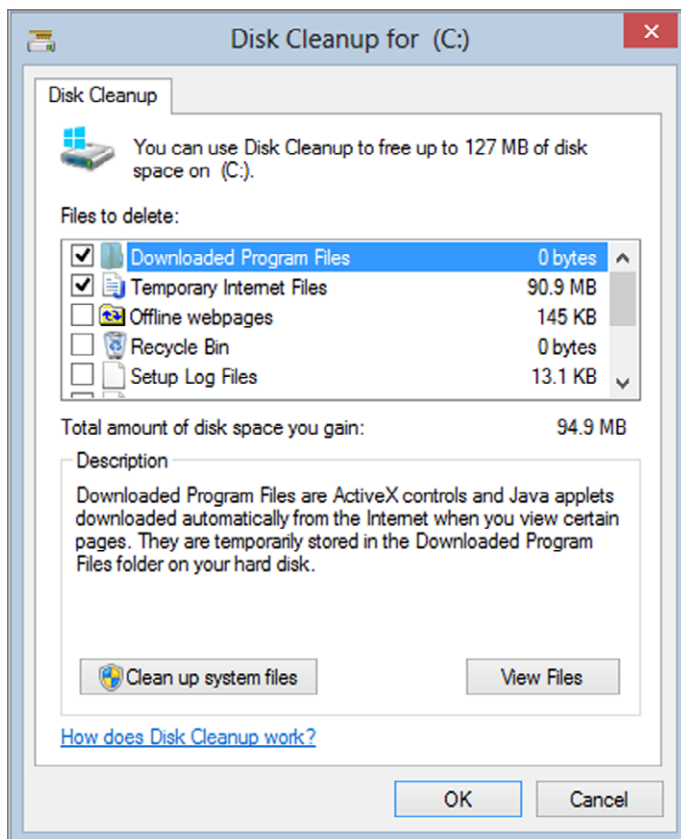 Disk Cleanup for (C:)
Disk Cleanup
You can use Disk Cleanup to free up to 127 MB of disk
space on (C:).
Files to delete:
Downloaded Program Files 0 bytes
Temporary Internet Files 90.9 MB
Offline webpages 145 KB
Recycle Bin 0 bytes
Setup Log Files 13.1 KB
Total amount of disk space you gain: 94.9 MB
Description
Downloaded Program Files are ActiveX controls and Java applets
downloaded automatically from the Internet when you view certain
pages. They are temporarily stored in the Downloaded Program
Files folder on your hard disk.
Clean up system files View Files
How does Disk Cleanup work?
OK Cancel